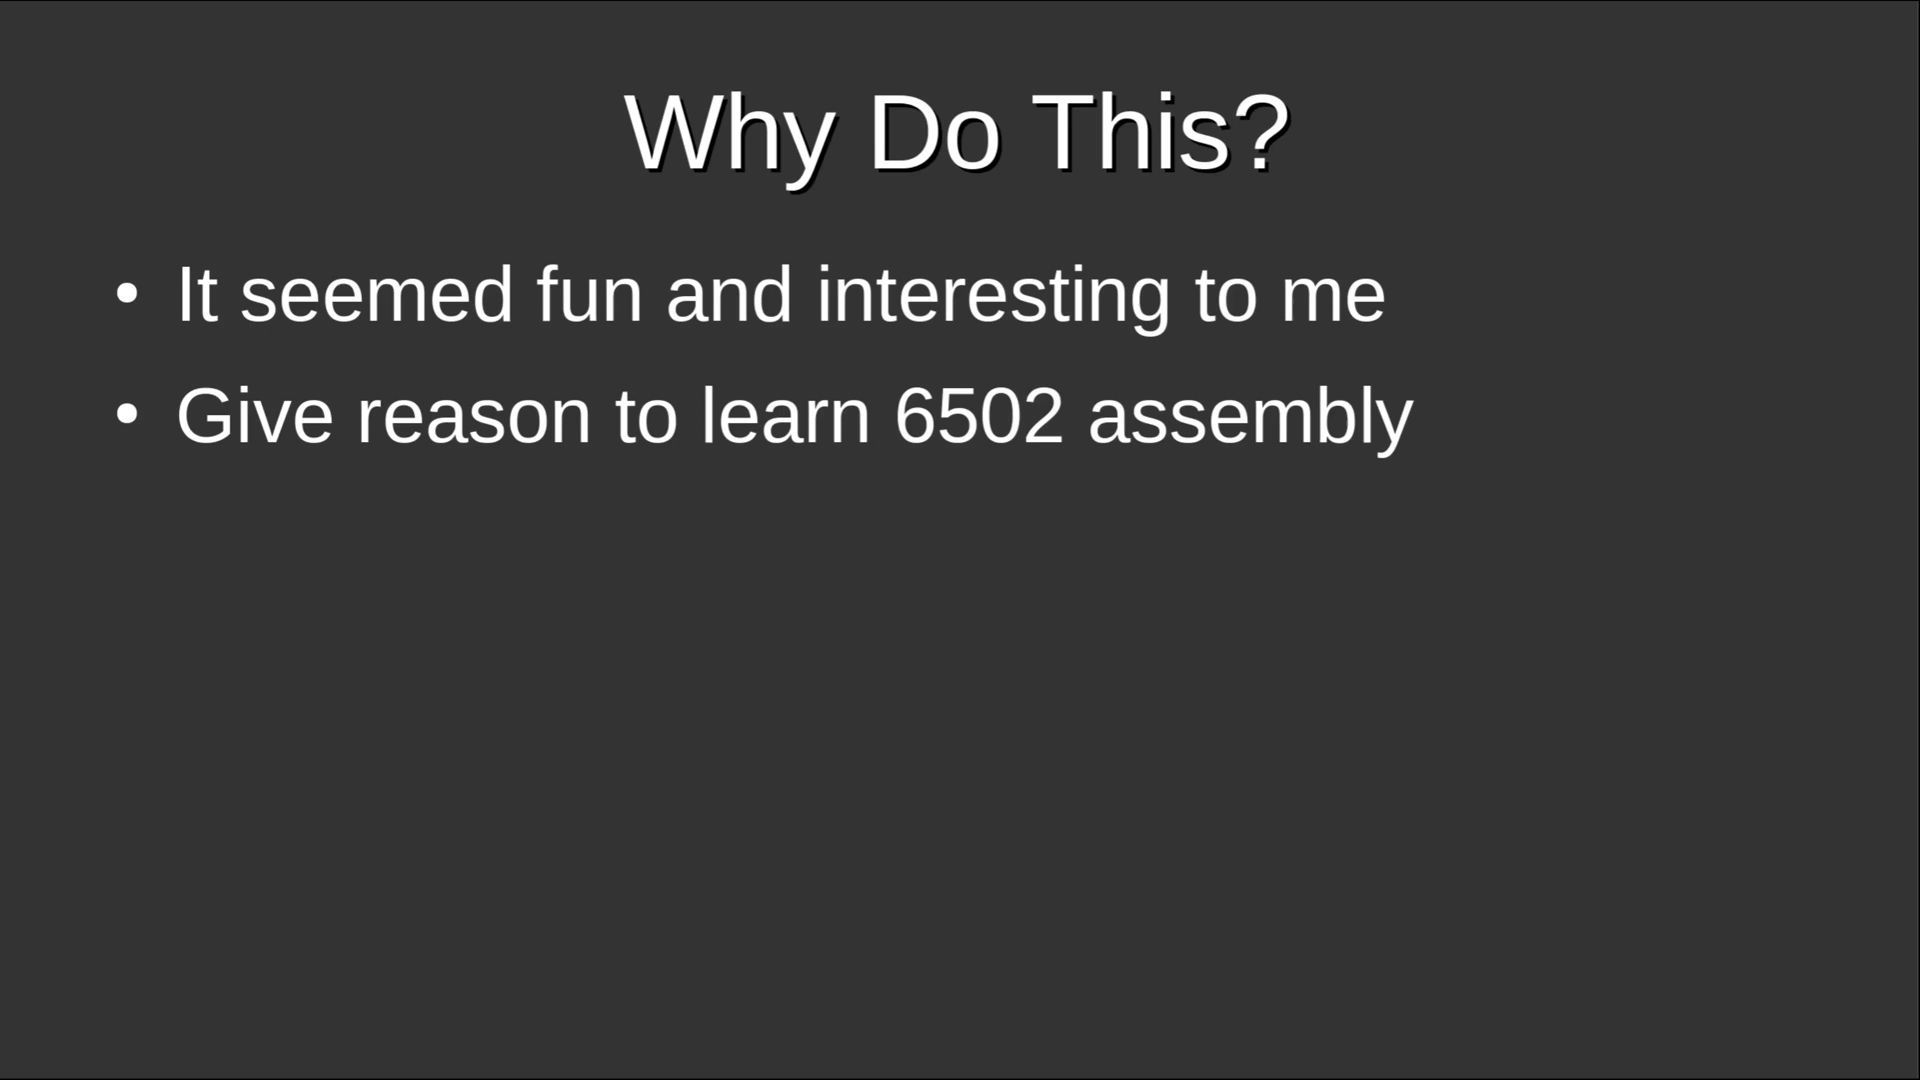 Why Do This?
• It seemed fun and interesting to me
• Give reason to learn 6502 assembly